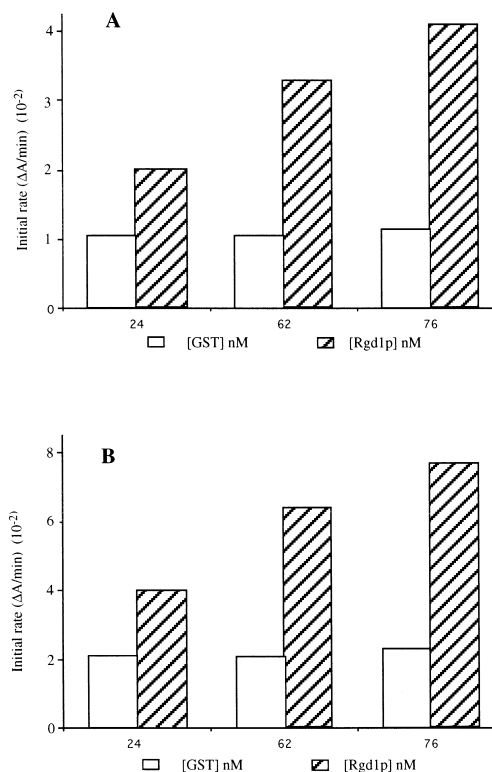 A
Initial rate (ΔA/min) (10-2)
4
3
2
1
0
24 62 76
[GST] nM [Rgd1p] nM
B
Initial rate (ΔA/min) (10-2)
8
6
4
2
0
24 62 76
[GST] nM [Rgd1p] nM